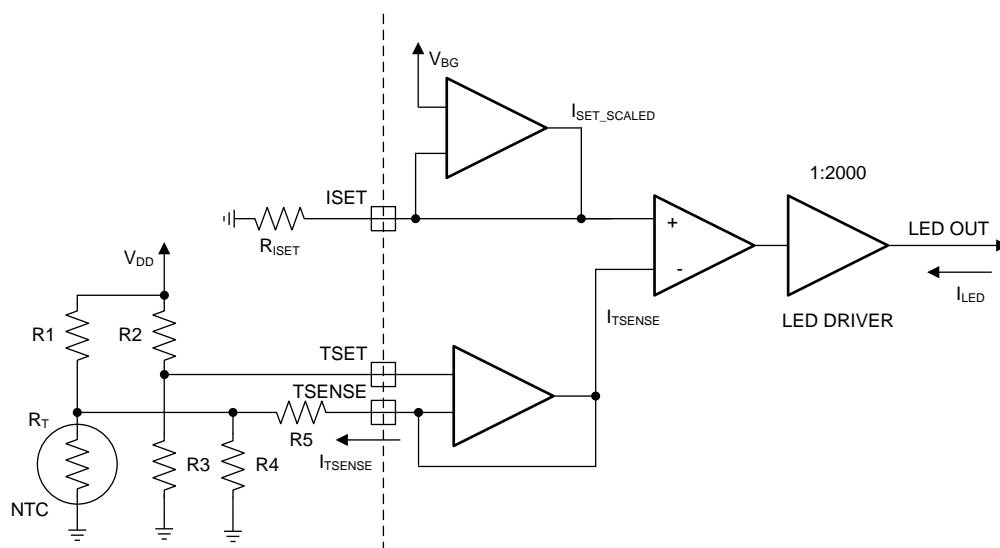 VBG
ISET_SCALED
1:2000
ISET
RISET
+
-
LED OUT
ILED
LED DRIVER
VDD
R1
R2
TSET
TSENSE
ITSENSE
RT
R5
ITSENSE
R3
R4
NTC